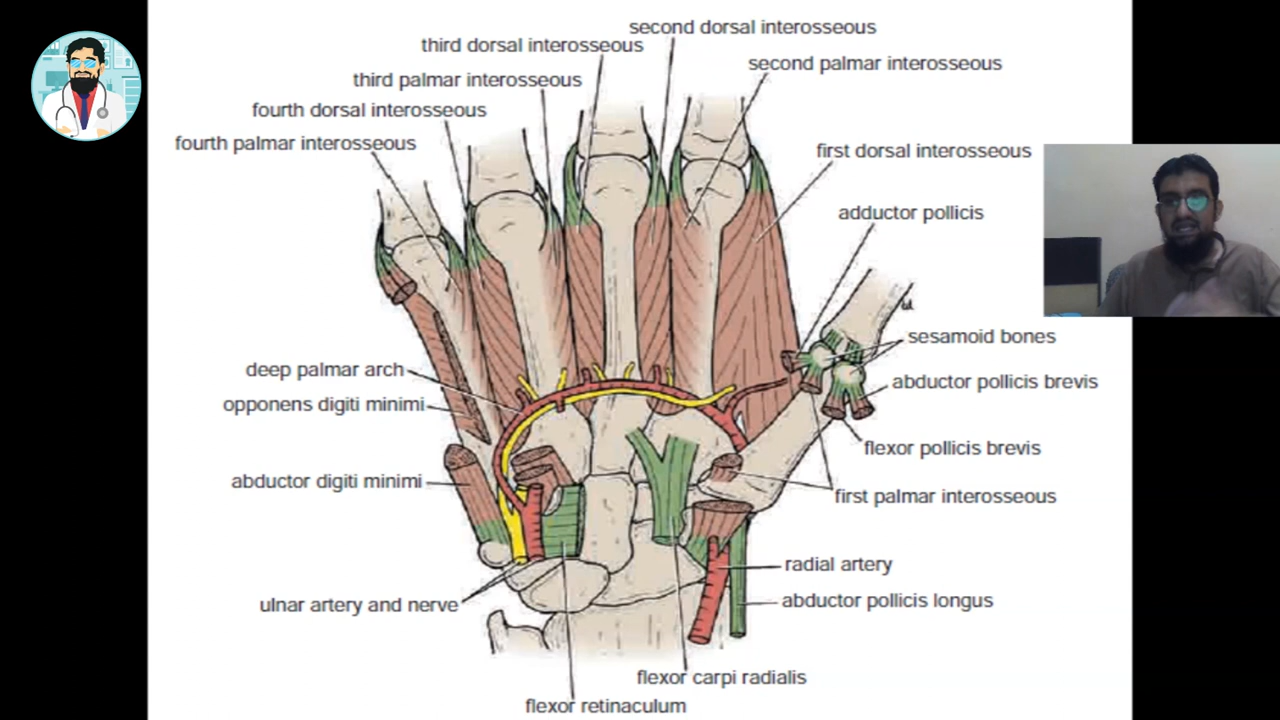 second dorsal interosseous
third dorsal interosseous
second palmar interosseous
third palmar interosseous
fourth dorsal interosseous
fourth palmar interosseous
first dorsal interosseous
adductor pollicis
sesamoid bones
deep palmar arch
abductor pollicis brevis
opponens digiti minimi
flexor pollicis brevis
abductor digiti minimi
first palmar interosseous
radial artery
abductor pollicis longus
ulnar artery and nerve
flexor carpi radialis
flexor retinaculum